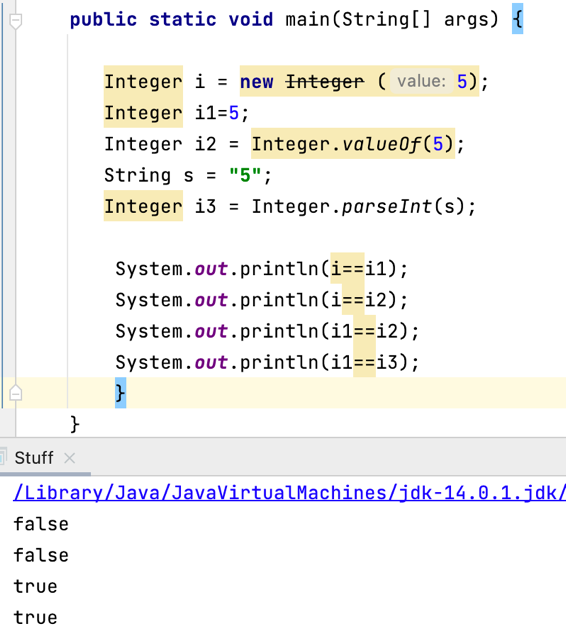 public static void main(String[] args) {
Integer i = new Integer ( value: 5);
Integer i1=5;
Integer i2 = Integer.valueOf(5);
String s = "5";
Integer i3 = Integer.parseInt(s);
System.out.println(i==i1);
System.out.println(i==i2);
System.out.println(i1==i2);
System.out.println(i1==i3);
}
}
Stuff
/Library/Java/JavaVirtualMachines/jdk-14.0.1.jdk/
false
false
true
true